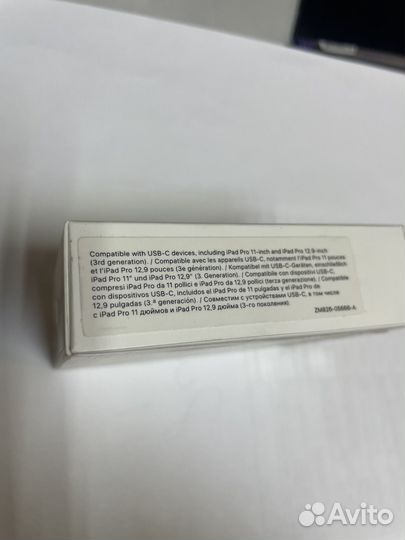 Compatible with USB-C devices, including iPad Pro 11-inch and iPad Pro 12.9-inch
(3rd generation). / Compatible avec les appareils USB-C, notamment l'iPad Pro 11 pouces
et l'iPad Pro 12,9 pouces (3e génération). / Kompatibel mit USB-C-Geräten, einschließlich
iPad Pro 11" und iPad Pro 12,9" (3. Generation). / Compatibile con dispositivi USB-C,
compresi iPad Pro da 11 pollici e iPad Pro da 12,9 pollici (terza generazione). / Compatible
con dispositivos USB-C, incluidos el iPad Pro de 11 pulgadas y el iPad Pro de
12,9 pulgadas (3.ª generación). / Совместим с устройствами USB-C, в том числе
с iPad Pro 11 дюймов и iPad Pro 12,9 дюйма (3-го поколения).
ZM826-05666-A
Avito